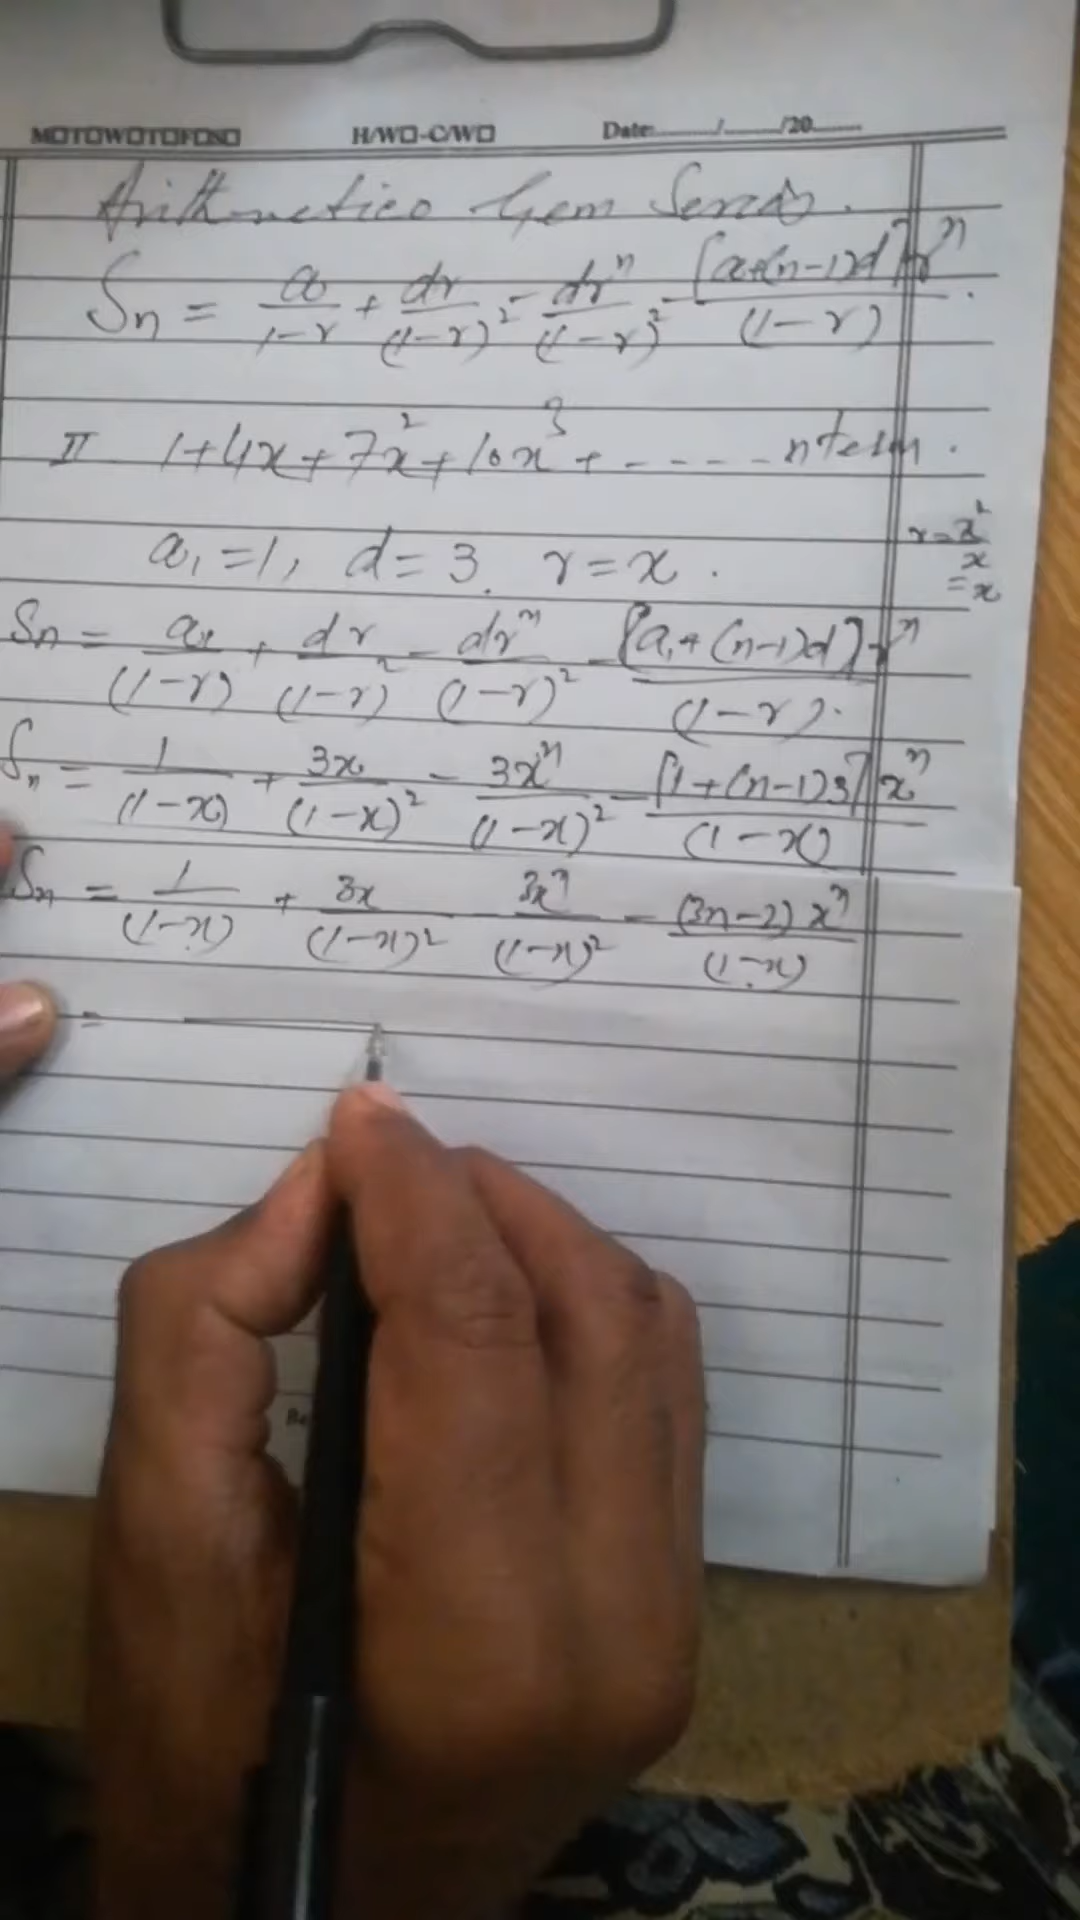 MOTOWOTOFONO H/WO-C/WO Date:......../......../20........
Arithmetico Geom Series.
Sn = a/(1-r) + dr/(1-r)² - drⁿ/(1-r)² - [a+(n-1)d]rⁿ/(1-r).
II 1+4x+7x²+10x³+ - - - - - n term.
a₁=1, d=3 r=x. r=x²/x
=x
Sn = a₁/(1-r) + dr/(1-r)² - drⁿ/(1-r)² - [a₁+(n-1)d]rⁿ/(1-r).
Sn = 1/(1-x) + 3x/(1-x)² - 3xⁿ/(1-x)² - [1+(n-1)3]xⁿ/(1-x)
Sn = 1/(1-x) + 3x/(1-x)² - 3xⁿ/(1-x)² - (3n-2)xⁿ/(1-x)
=